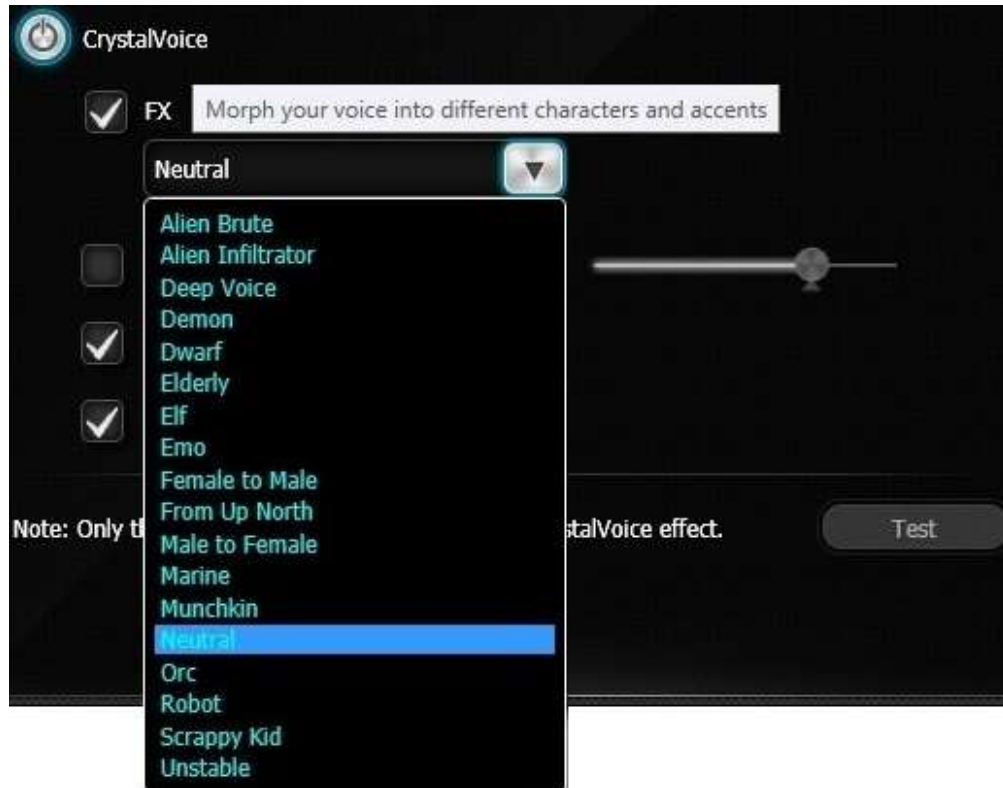 CrystalVoice
FX Morph your voice into different characters and accents
Neutral
Alien Brute
Alien Infiltrator
Deep Voice
Demon
Dwarf
Elderly
Elf
Emo
Female to Male
From Up North
Note: Only stalVoice effect. Test
Male to Female
Marine
Munchkin
Neutral
Orc
Robot
Scrappy Kid
Unstable